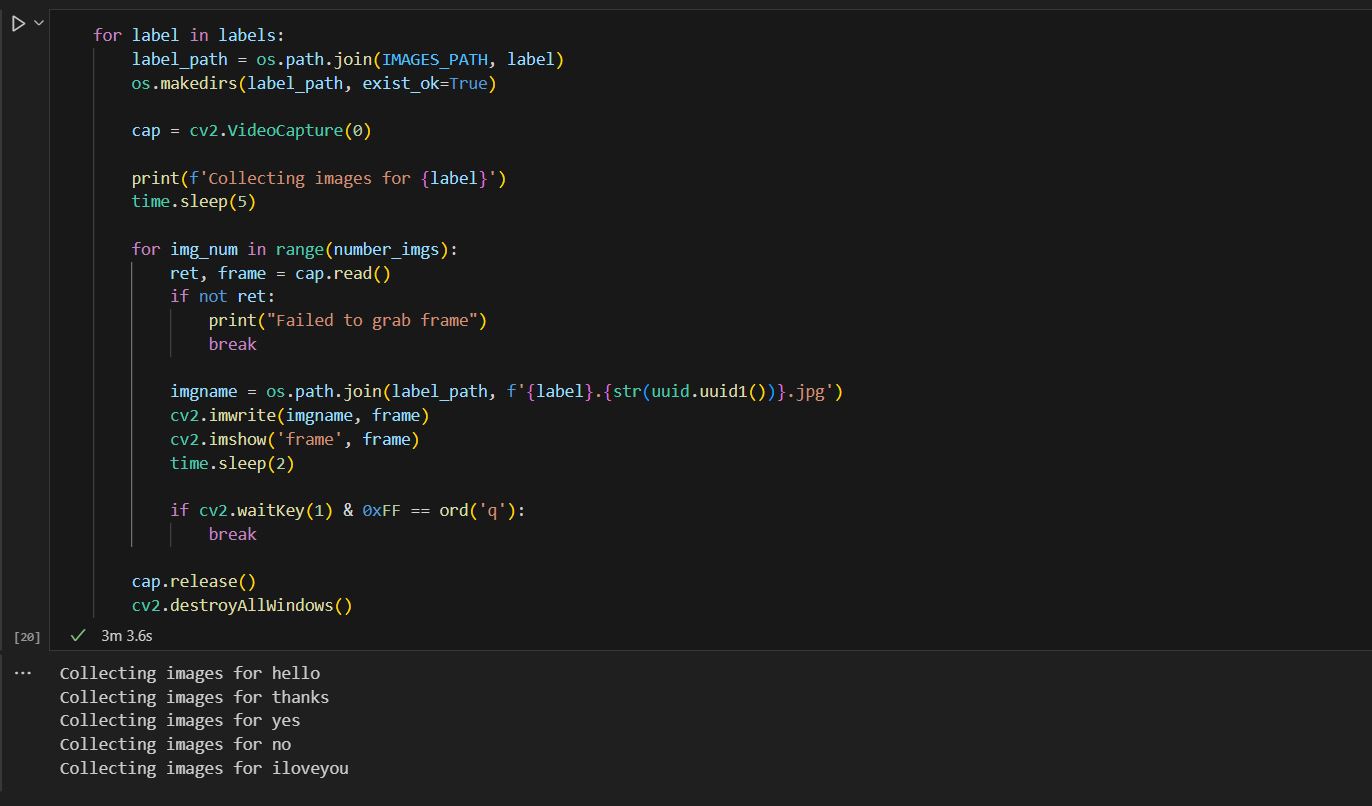 for label in labels:
    label_path = os.path.join(IMAGES_PATH, label)
    os.makedirs(label_path, exist_ok=True)

    cap = cv2.VideoCapture(0)

    print(f'Collecting images for {label}')
    time.sleep(5)

    for img_num in range(number_imgs):
        ret, frame = cap.read()
        if not ret:
            print("Failed to grab frame")
            break

        imgname = os.path.join(label_path, f'{label}.{str(uuid.uuid1())}.jpg')
        cv2.imwrite(imgname, frame)
        cv2.imshow('frame', frame)
        time.sleep(2)

        if cv2.waitKey(1) & 0xFF == ord('q'):
            break

    cap.release()
    cv2.destroyAllWindows()
[20] ✓ 3m 3.6s
... Collecting images for hello
Collecting images for thanks
Collecting images for yes
Collecting images for no
Collecting images for iloveyou